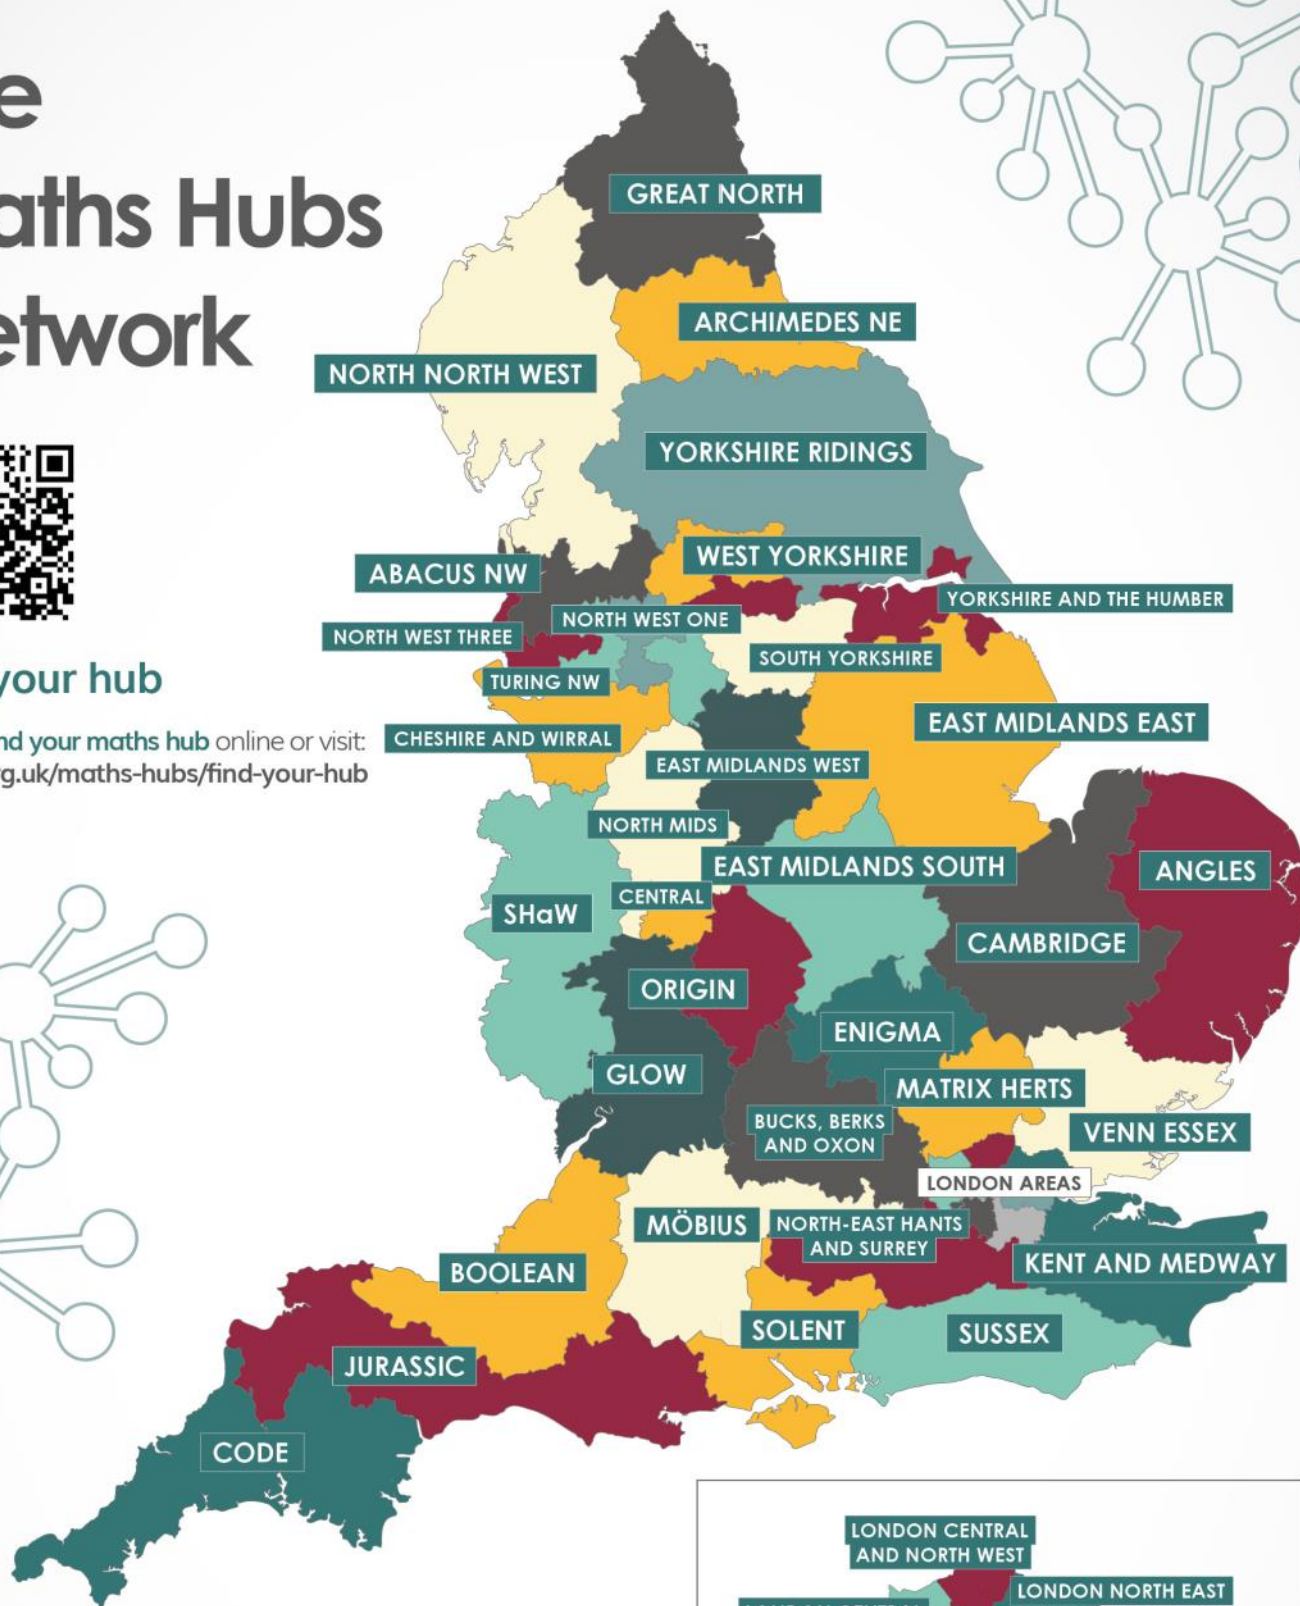 e
aths Hubs
etwork
your hub
nd your maths hub online or visit:
rg.uk/maths-hubs/find-your-hub
GREAT NORTH
ARCHIMEDES NE
NORTH NORTH WEST
YORKSHIRE RIDINGS
WEST YORKSHIRE
ABACUS NW
YORKSHIRE AND THE HUMBER
NORTH WEST ONE
NORTH WEST THREE
SOUTH YORKSHIRE
TURING NW
EAST MIDLANDS EAST
CHESHIRE AND WIRRAL
EAST MIDLANDS WEST
NORTH MIDS
EAST MIDLANDS SOUTH
ANGLES
CENTRAL
SHaW
CAMBRIDGE
ORIGIN
ENIGMA
GLOW
MATRIX HERTS
BUCKS, BERKS
AND OXON
VENN ESSEX
LONDON AREAS
MÖBIUS
NORTH-EAST HANTS
AND SURREY
KENT AND MEDWAY
BOOLEAN
SOLENT
SUSSEX
JURASSIC
CODE
LONDON CENTRAL
AND NORTH WEST
LONDON NORTH EAST